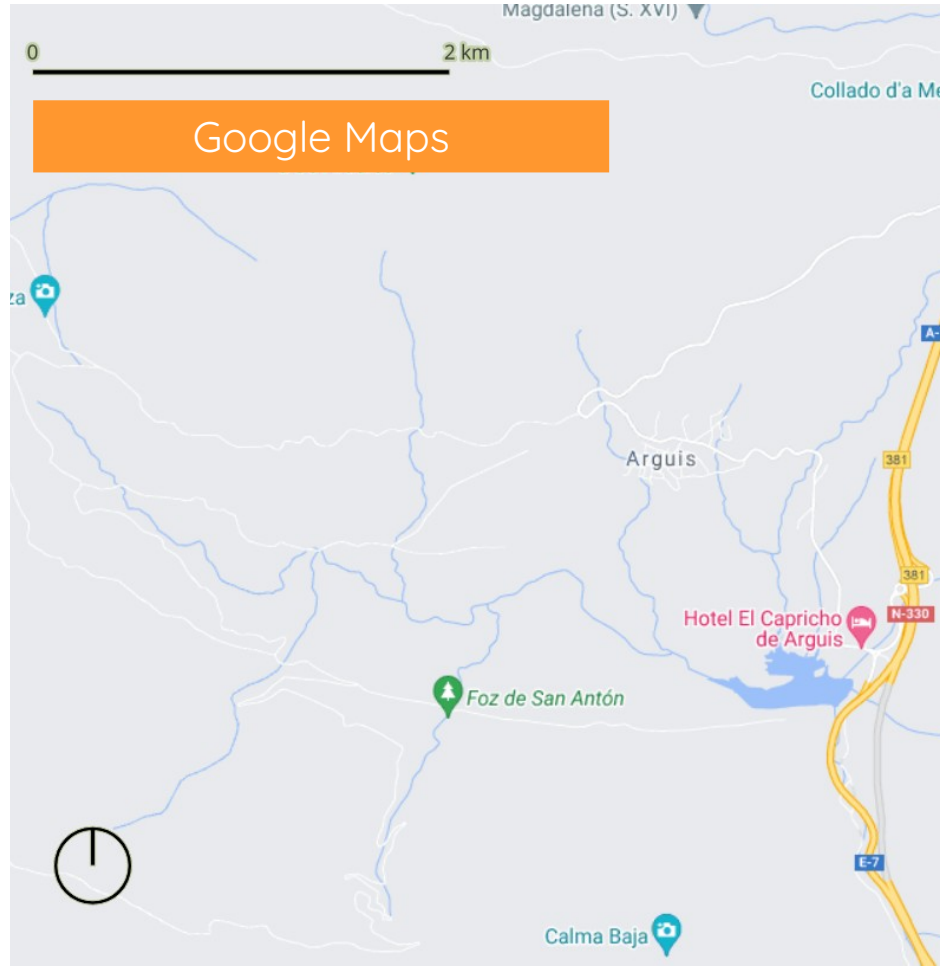 Magdalena (S. XVI)
0
2 km
Collado d'a Me
Google Maps
za
A-
Arguis
381
381
N-330
Hotel El Capricho
de Arguis
Foz de San Antón
E-7
Calma Baja